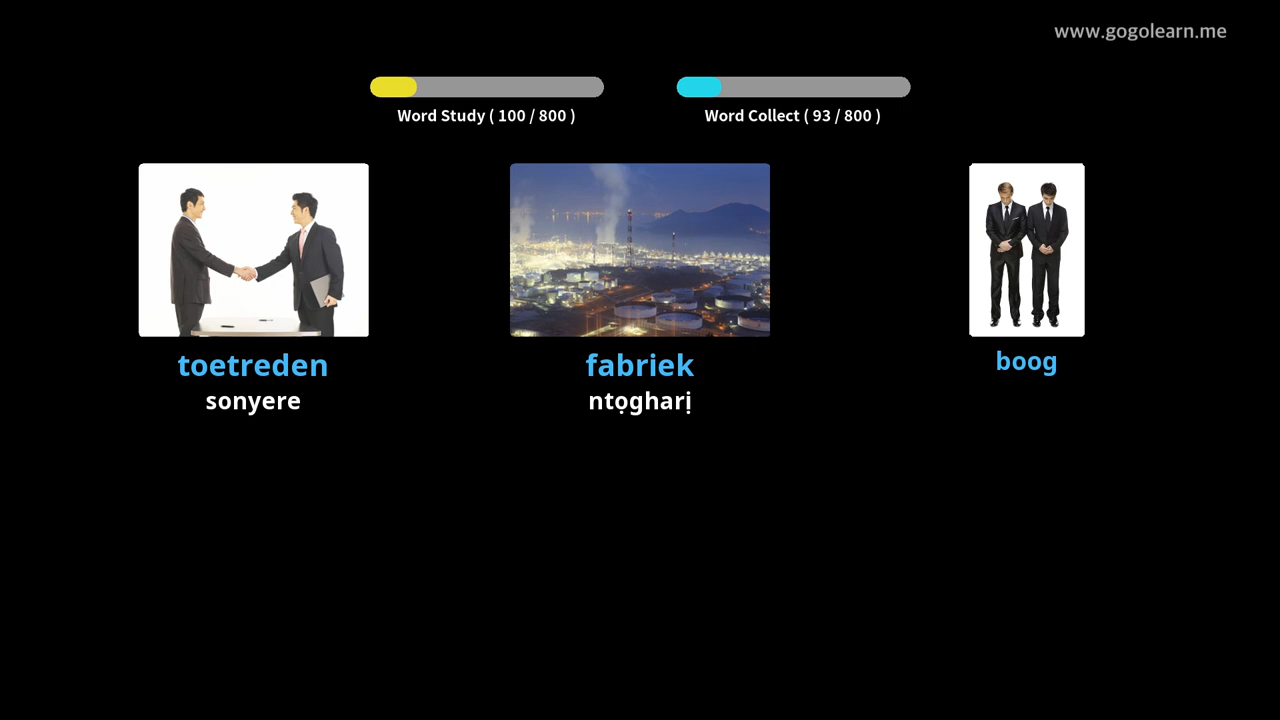 www.gogolearn.me
Word Study ( 100 / 800 )
Word Collect ( 93 / 800 )
toetreden
sonyere
fabriek
ntọgharị
boog